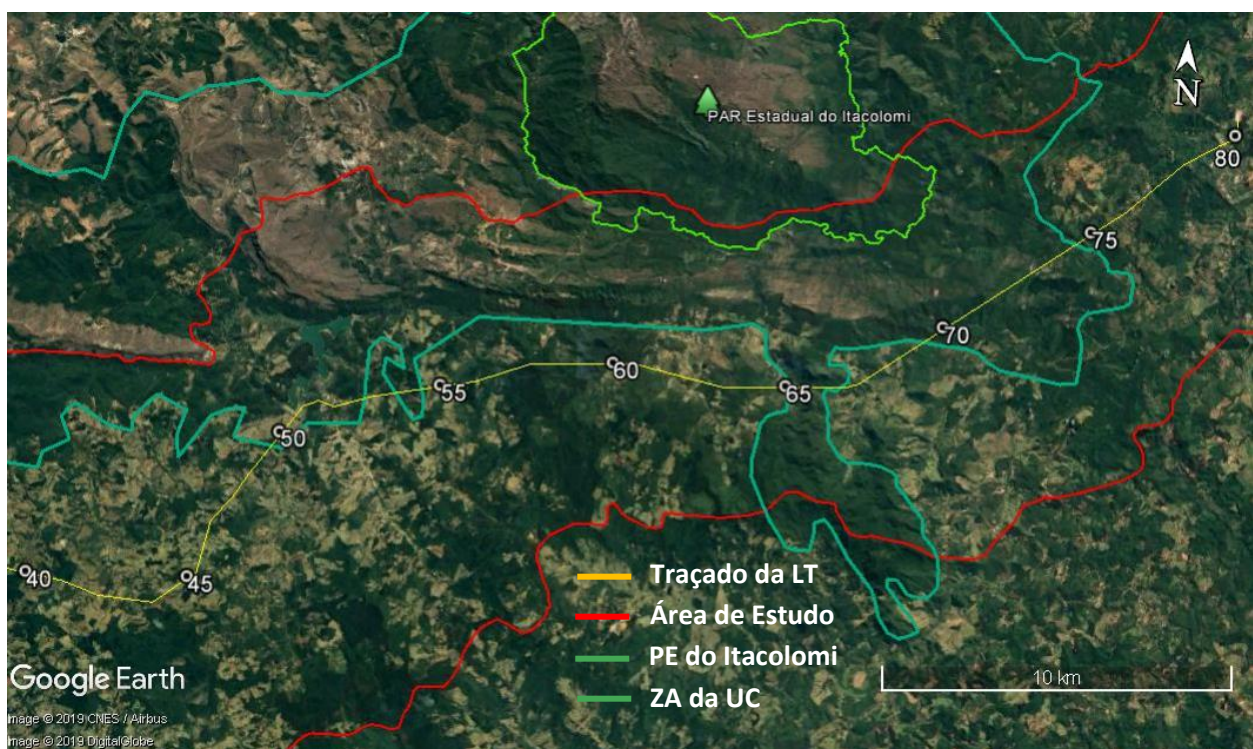 PAR Estadual do Itacolomi
N
80
75
70
60
55
65
50
40
45
Traçado da LT
Área de Estudo
PE do Itacolomi
ZA da UC
10 km
Google Earth
Image © 2019 CNES / Airbus
Image © 2019 DigitalGlobe